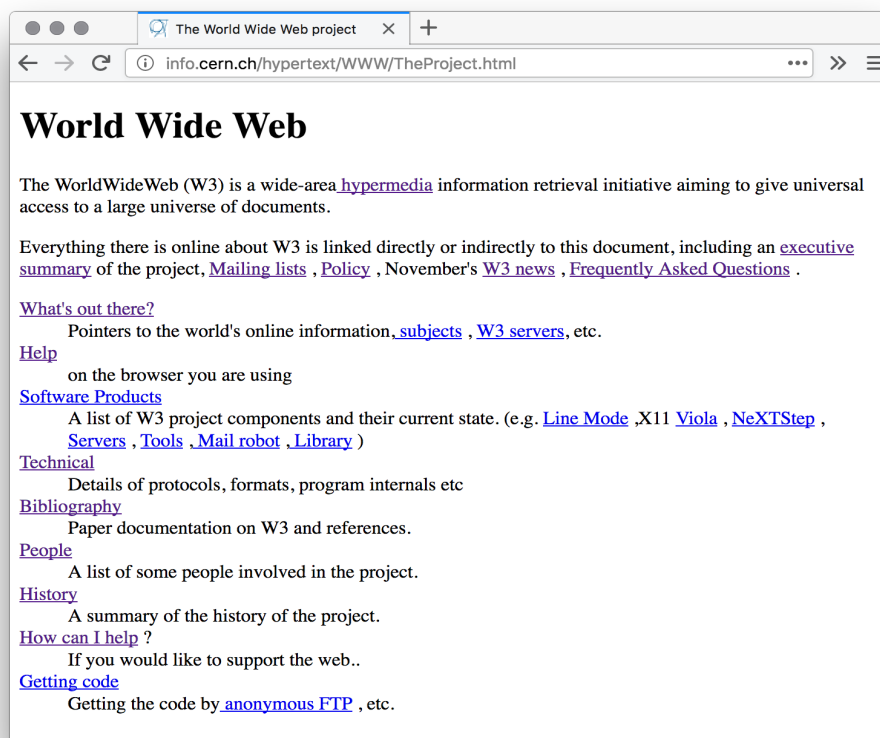 The World Wide Web project
info.cern.ch/hypertext/WWW/TheProject.html
World Wide Web
The WorldWideWeb (W3) is a wide-area hypermedia information retrieval initiative aiming to give universal
access to a large universe of documents.
Everything there is online about W3 is linked directly or indirectly to this document, including an executive
summary of the project, Mailing lists , Policy , November's W3 news , Frequently Asked Questions .
What's out there?
Pointers to the world's online information, subjects , W3 servers, etc.
Help
on the browser you are using
Software Products
A list of W3 project components and their current state. (e.g. Line Mode ,X11 Viola , NeXTStep ,
Servers , Tools , Mail robot , Library )
Technical
Details of protocols, formats, program internals etc
Bibliography
Paper documentation on W3 and references.
People
A list of some people involved in the project.
History
A summary of the history of the project.
How can I help ?
If you would like to support the web..
Getting code
Getting the code by anonymous FTP , etc.